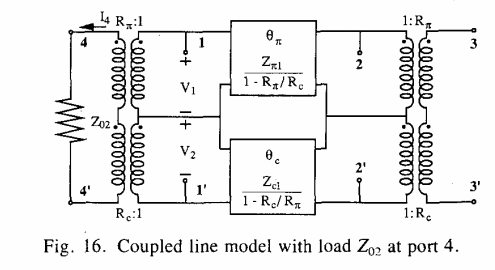 I₄ Rπ:1 1:Rπ
4 1 θπ 2 3
Zπ1
1 - Rπ/Rc
+
V₁
−
Z₀₂
+
V₂
−
θc
Zc1
1 - Rc/Rπ
4' 1' 2' 3'
Rc:1 1:Rc
Fig. 16. Coupled line model with load Z₀₂ at port 4.